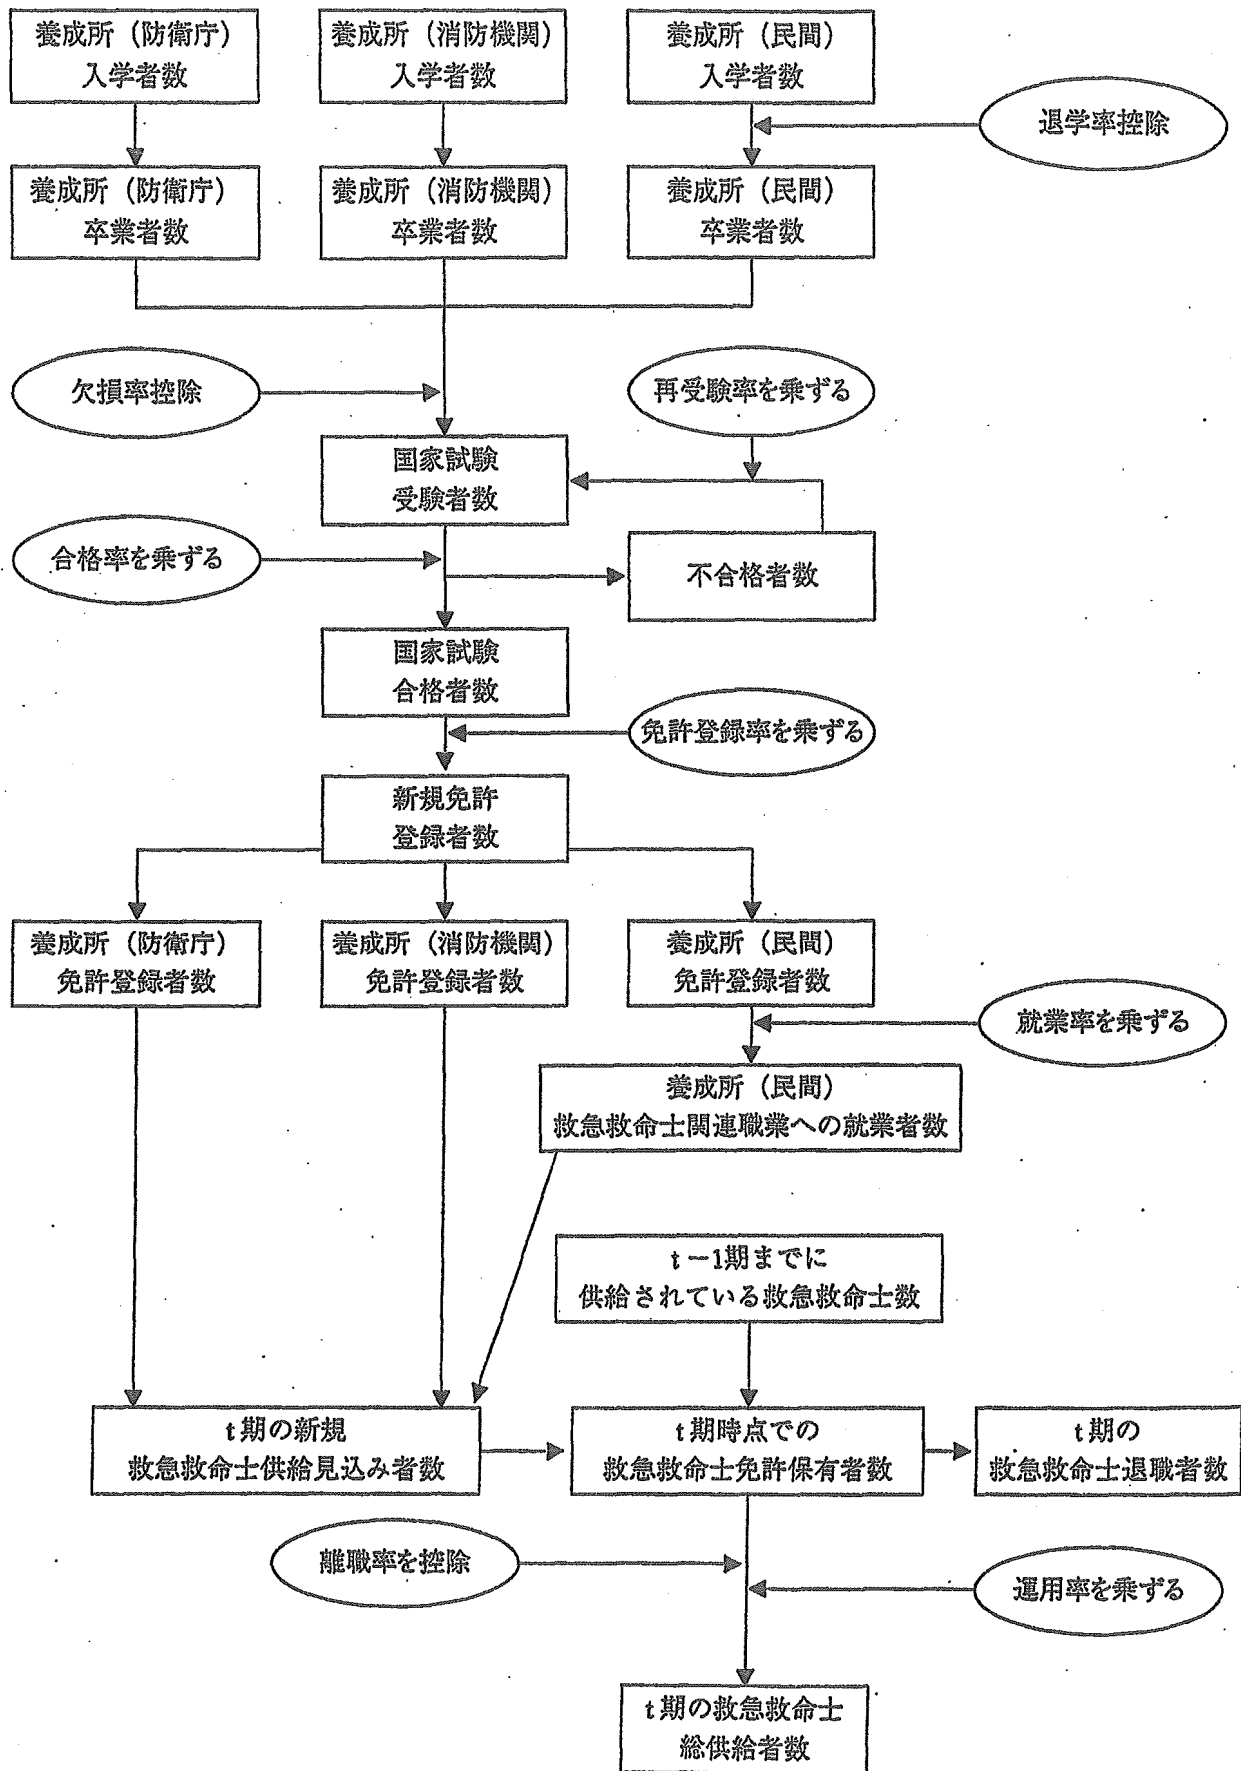 養成所（防衛庁）
入学者数
養成所（消防機関）
入学者数
養成所（民間）
入学者数
退学率控除
養成所（防衛庁）
卒業者数
養成所（消防機関）
卒業者数
養成所（民間）
卒業者数
欠損率控除
再受験率を乗ずる
国家試験
受験者数
合格率を乗ずる
不合格者数
国家試験
合格者数
免許登録率を乗ずる
新規免許
登録者数
養成所（防衛庁）
免許登録者数
養成所（消防機関）
免許登録者数
養成所（民間）
免許登録者数
就業率を乗ずる
養成所（民間）
救急救命士関連職業への就業者数
t－1期までに
供給されている救急救命士数
t期の新規
救急救命士供給見込み者数
t期時点での
救急救命士免許保有者数
t期の
救急救命士退職者数
離職率を控除
運用率を乗ずる
t期の救急救命士
総供給者数